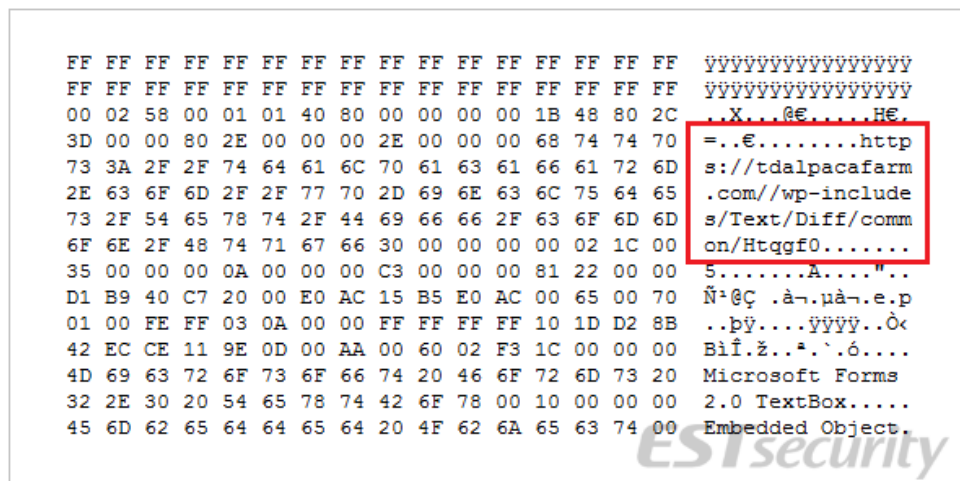 FF FF FF FF FF FF FF FF FF FF FF FF FF FF FF FF ÿÿÿÿÿÿÿÿÿÿÿÿÿÿÿÿ
FF FF FF FF FF FF FF FF FF FF FF FF FF FF FF FF ÿÿÿÿÿÿÿÿÿÿÿÿÿÿÿÿ
00 02 58 00 01 01 40 80 00 00 00 00 1B 48 80 2C ..X...@€.....H€,
3D 00 00 80 2E 00 00 00 2E 00 00 00 68 74 74 70 =..€........http
73 3A 2F 2F 74 64 61 6C 70 61 63 61 66 61 72 6D s://tdalpacafarm
2E 63 6F 6D 2F 2F 77 70 2D 69 6E 63 6C 75 64 65 .com//wp-include
73 2F 54 65 78 74 2F 44 69 66 66 2F 63 6F 6D 6D s/Text/Diff/comm
6F 6E 2F 48 74 71 67 66 30 00 00 00 00 02 1C 00 on/Htqgf0.......
35 00 00 00 0A 00 00 00 C3 00 00 00 81 22 00 00 5.......Ã...."..
D1 B9 40 C7 20 00 E0 AC 15 B5 E0 AC 00 65 00 70 Ñ¹@Ç .à¬.µà¬.e.p
01 00 FE FF 03 0A 00 00 FF FF FF FF 10 1D D2 8B ..þÿ....ÿÿÿÿ..Ò‹
42 EC CE 11 9E 0D 00 AA 00 60 02 F3 1C 00 00 00 BìÎ.ž..ª.`.ó....
4D 69 63 72 6F 73 6F 66 74 20 46 6F 72 6D 73 20 Microsoft Forms
32 2E 30 20 54 65 78 74 42 6F 78 00 10 00 00 00 2.0 TextBox.....
45 6D 62 65 64 64 65 64 20 4F 62 6A 65 63 74 00 Embedded Object.
ESTsecurity